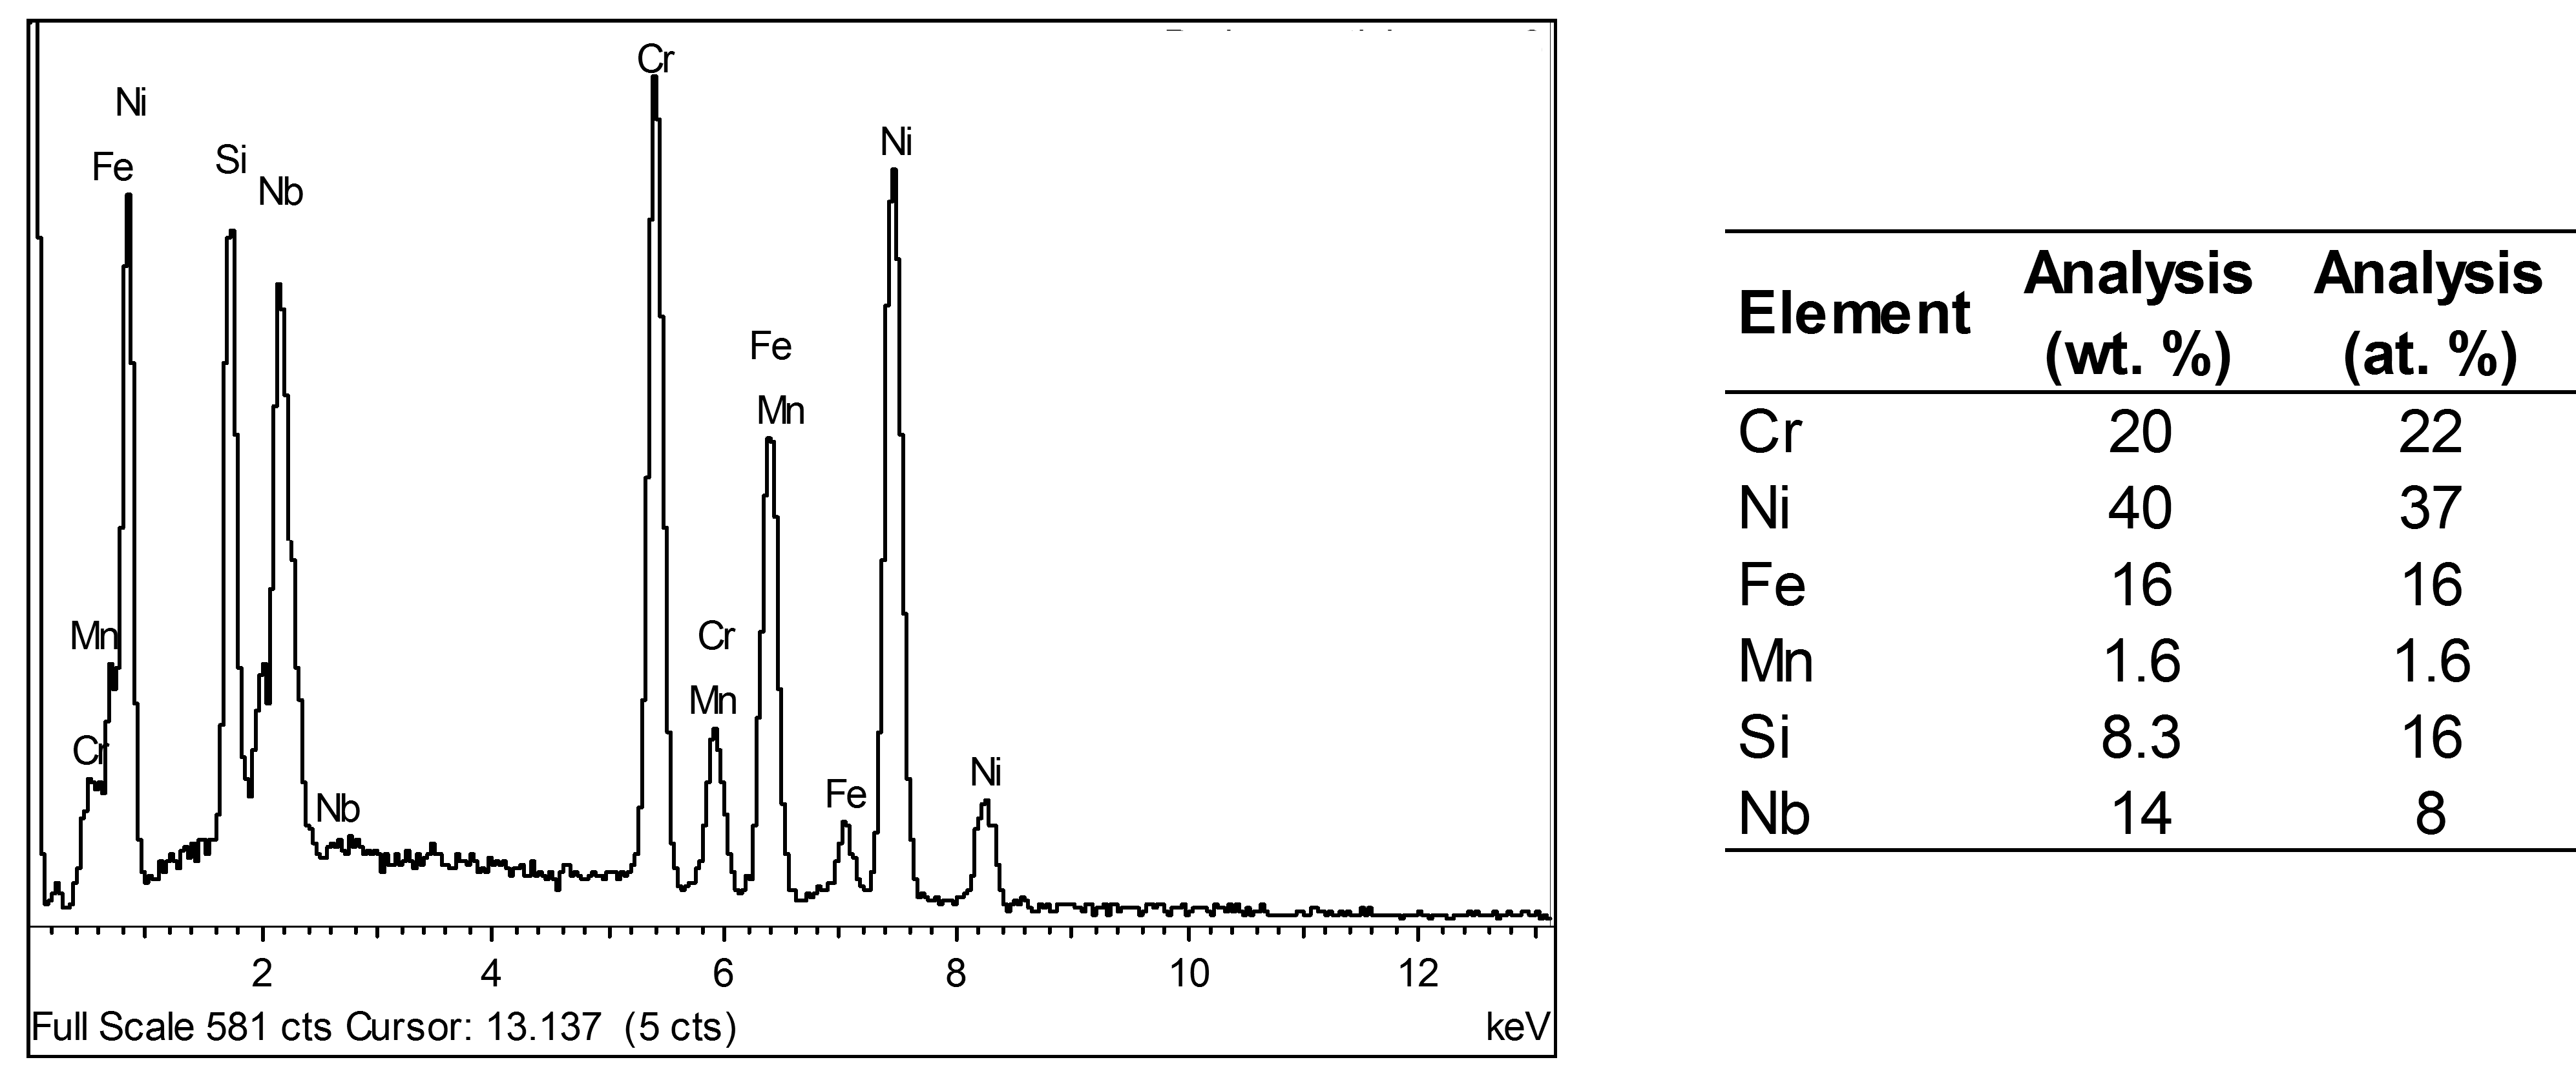 Cr
Ni
Ni
Si
Fe
Nb
Fe
Mn
Mn
Cr
Mn
Cr
Ni
Fe
Nb
2 4 6 8 10 12
Full Scale 581 cts Cursor: 13.137 (5 cts) keV
Element Analysis (wt. %) Analysis (at. %)
Cr 20 22
Ni 40 37
Fe 16 16
Mn 1.6 1.6
Si 8.3 16
Nb 14 8